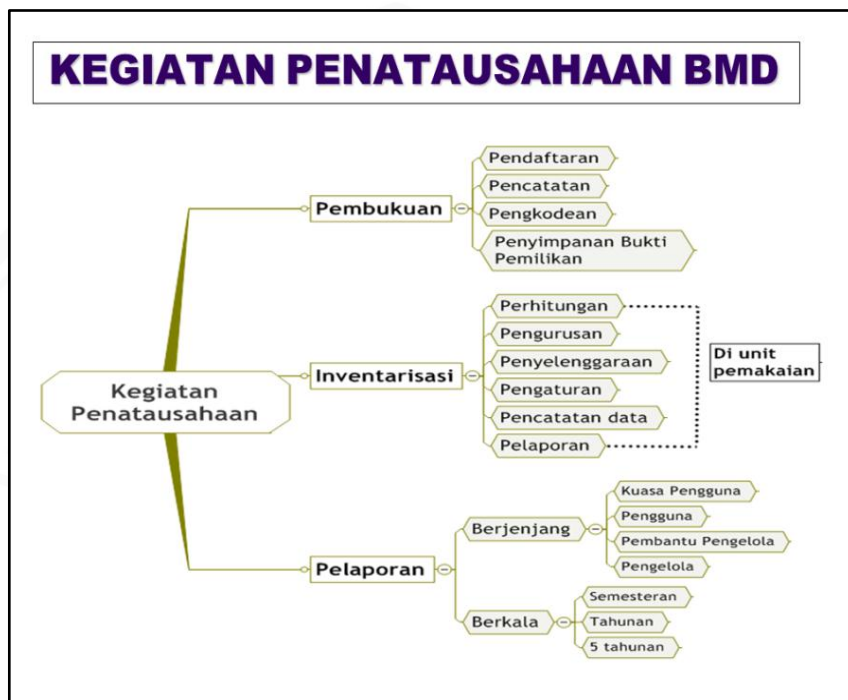 KEGIATAN PENATAUSAHAAN BMD
Kegiatan
Penatausahaan
Pembukuan
Pendaftaran
Pencatatan
Pengkodean
Penyimpanan Bukti
Pemilikan
Inventarisasi
Perhitungan
Pengurusan
Penyelenggaraan
Pengaturan
Pencatatan data
Pelaporan
Di unit
pemakaian
Pelaporan
Berjenjang
Kuasa Pengguna
Pengguna
Pembantu Pengelola
Pengelola
Berkala
Semesteran
Tahunan
5 tahunan